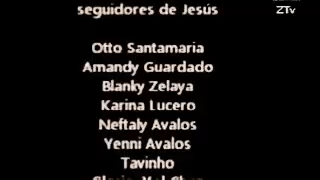 ZTv
seguidores de Jesús
Otto Santamaria
Amandy Guardado
Blanky Zelaya
Karina Lucero
Neftaly Avalos
Yenni Avalos
Tavinho